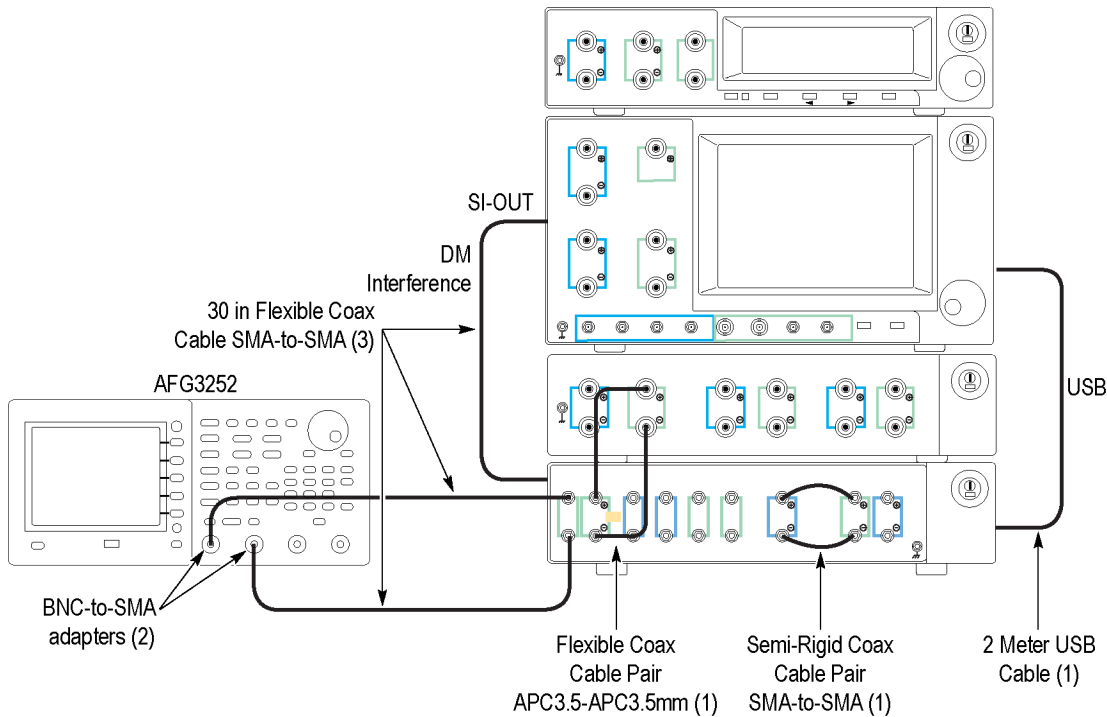 SI-OUT
DM
Interference
30 in Flexible Coax
Cable SMA-to-SMA (3)
AFG3252
USB
BNC-to-SMA
adapters (2)
Flexible Coax
Cable Pair
APC3.5-APC3.5mm (1)
Semi-Rigid Coax
Cable Pair
SMA-to-SMA (1)
2 Meter USB
Cable (1)